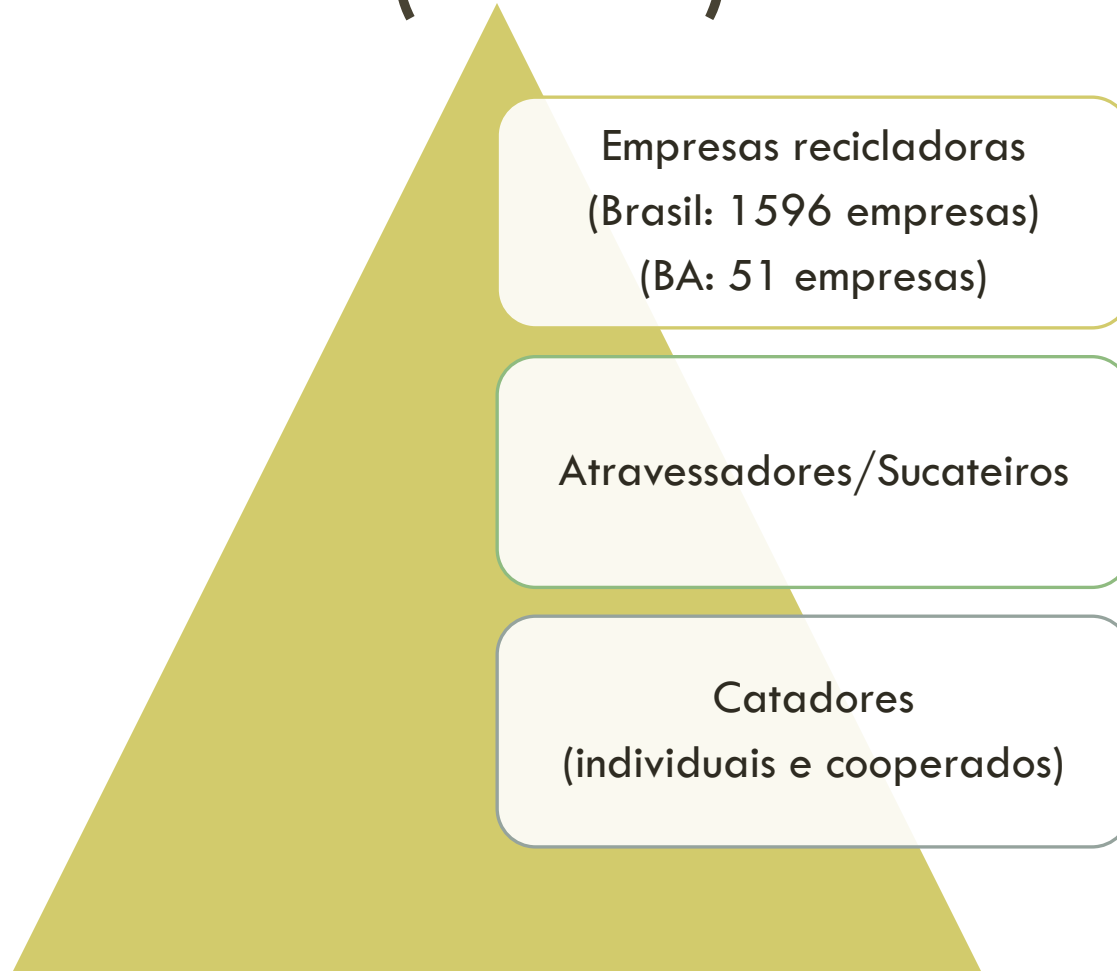 Empresas recicladoras
(Brasil: 1596 empresas)
(BA: 51 empresas)
Atravessadores/Sucateiros
Catadores
(individuais e cooperados)